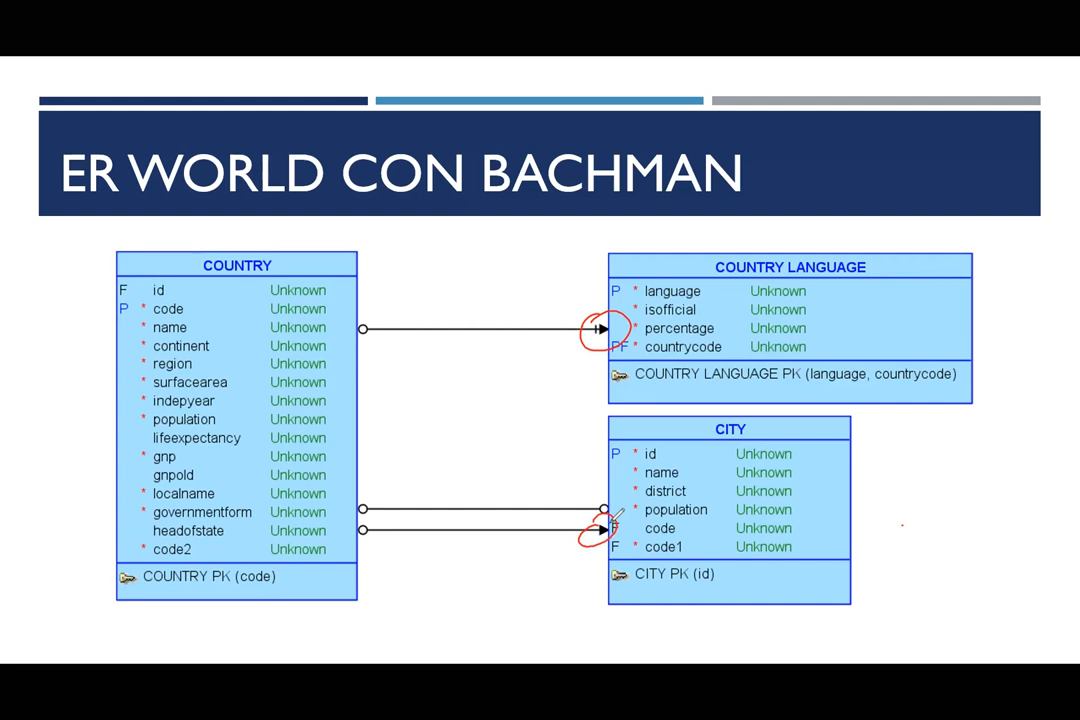 ER WORLD CON BACHMAN
COUNTRY
F id Unknown
P * code Unknown
* name Unknown
* continent Unknown
* region Unknown
* surfacearea Unknown
* indepyear Unknown
* population Unknown
lifeexpectancy Unknown
* gnp Unknown
gnpold Unknown
* localname Unknown
* governmentform Unknown
headofstate Unknown
* code2 Unknown
COUNTRY PK (code)
COUNTRY LANGUAGE
P * language Unknown
* isofficial Unknown
* percentage Unknown
PF * countrycode Unknown
COUNTRY LANGUAGE PK (language, countrycode)
CITY
P * id Unknown
* name Unknown
* district Unknown
* population Unknown
F code Unknown
F * code1 Unknown
CITY PK (id)